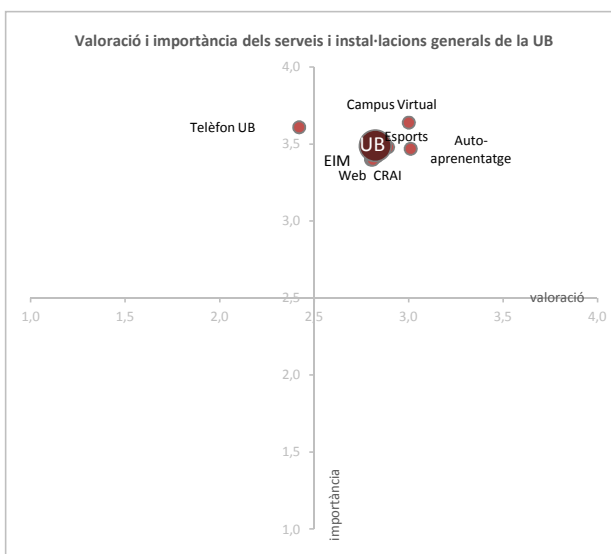 Valoració i importància dels serveis i instal·lacions generals de la UB
4,0
Campus Virtual
Telèfon UB
Esports
Auto-
aprenentatge
3,5
UB
EIM
Web CRAI
3,0
2,5
valoració
1,0
1,5
2,0
2,5
3,0
3,5
4,0
2,0
1,5
importància
1,0